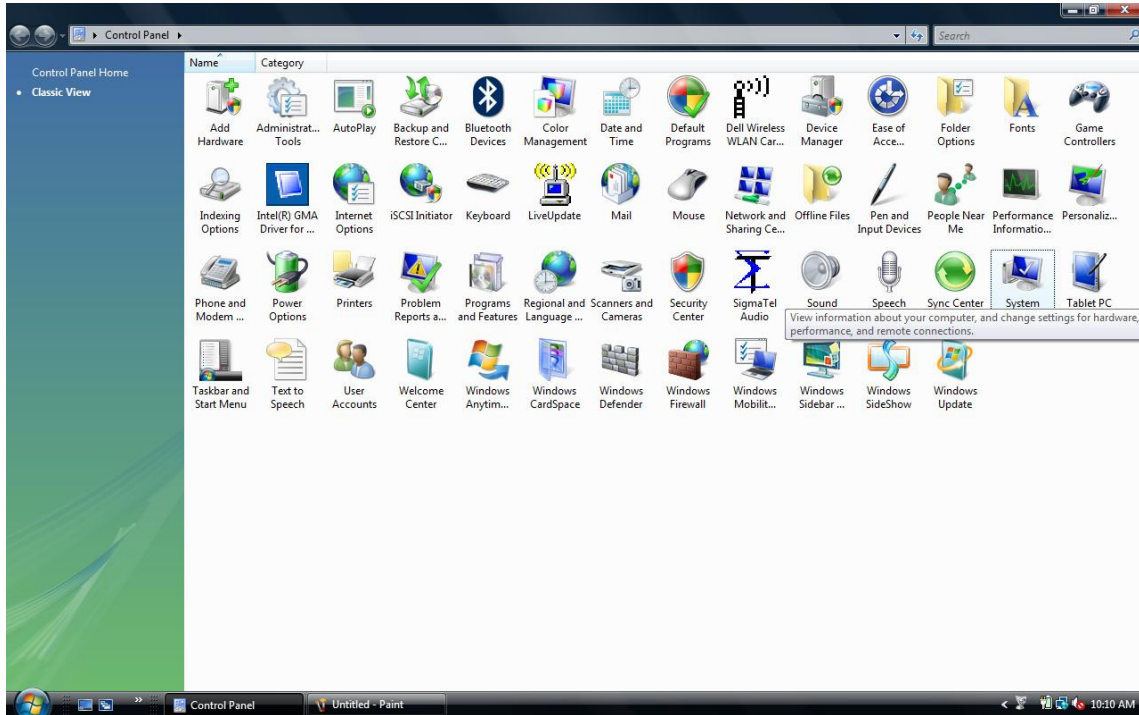 Control Panel
Search
Control Panel Home
Classic View
Name Category
Add Hardware
Administrat... Tools
AutoPlay
Backup and Restore C...
Bluetooth Devices
Color Management
Date and Time
Default Programs
Dell Wireless WLAN Car...
Device Manager
Ease of Acce...
Folder Options
Fonts
Game Controllers
Indexing Options
Intel(R) GMA Driver for ...
Internet Options
iSCSI Initiator
Keyboard
LiveUpdate
Mail
Mouse
Network and Sharing Ce...
Offline Files
Pen and Input Devices
People Near Me
Performance Informatio...
Personaliz...
Phone and Modem ...
Power Options
Printers
Problem Reports a...
Programs and Features
Regional and Language ...
Scanners and Cameras
Security Center
SigmaTel Audio
Sound
Speech
Sync Center
System
Tablet PC
View information about your computer, and change settings for hardware,
performance, and remote connections.
Taskbar and Start Menu
Text to Speech
User Accounts
Welcome Center
Windows Anytim...
Windows CardSpace
Windows Defender
Windows Firewall
Windows Mobilit...
Windows Sidebar ...
Windows SideShow
Windows Update
Control Panel
Untitled - Paint
10:10 AM